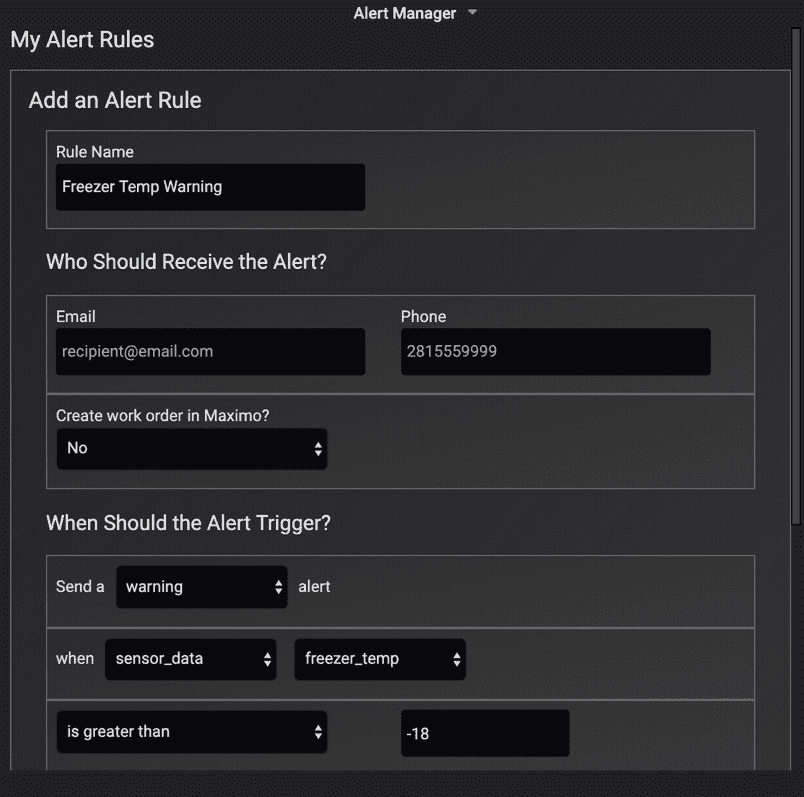 Alert Manager
My Alert Rules
Add an Alert Rule
Rule Name
Freezer Temp Warning
Who Should Receive the Alert?
Email Phone
recipient@email.com 2815559999
Create work order in Maximo?
No
When Should the Alert Trigger?
Send a warning alert
when sensor_data freezer_temp
is greater than -18